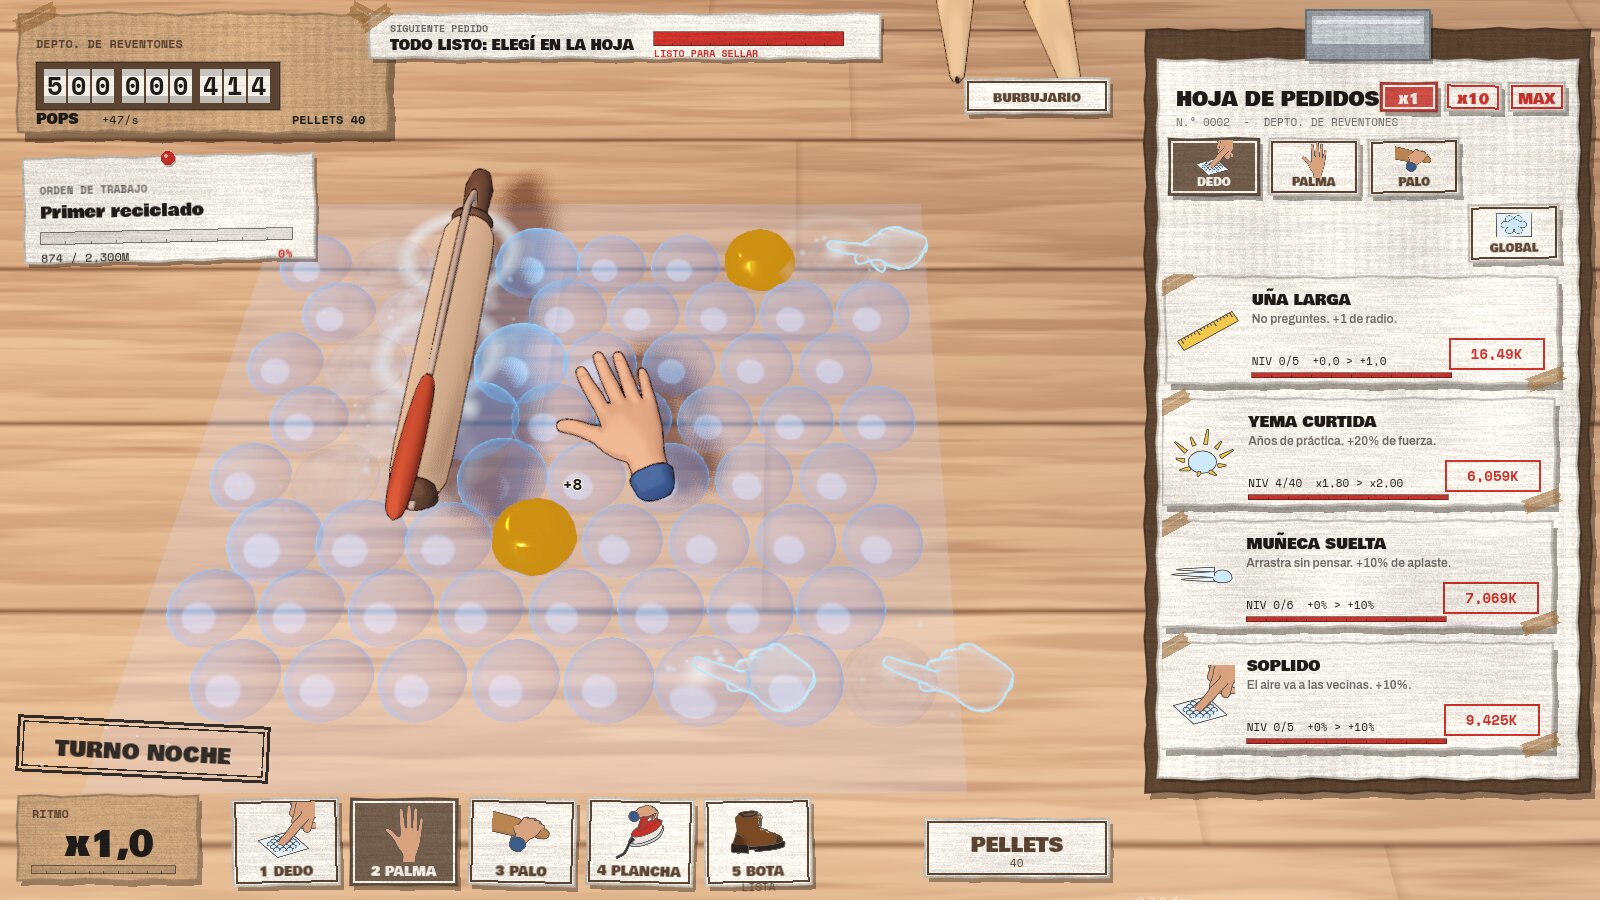 DEPTO. DE REVENTONES
500 000 414
POPS +47/s PELLETS 40
SIGUIENTE PEDIDO
TODO LISTO: ELEGÍ EN LA HOJA
LISTO PARA SELLAR
BURBUJARIO
ORDEN DE TRABAJO
Primer reciclado
0%
874 / 2,300M
HOJA DE PEDIDOS x1 x10 MAX
N.° 0002 - DEPTO. DE REVENTONES
DEDO PALMA PALO
GLOBAL
UÑA LARGA
No preguntes. +1 de radio.
NIV 0/5 +0,0 > +1,0 16,49K
YEMA CURTIDA
Años de práctica. +20% de fuerza.
NIV 4/40 x1,80 > x2,00 6,059K
MUÑECA SUELTA
Arrastra sin pensar. +10% de aplaste.
NIV 0/6 +0% > +10% 7,069K
SOPLIDO
El aire va a las vecinas. +10%.
NIV 0/5 +0% > +10% 9,425K
+8
TURNO NOCHE
RITMO
x1,0
1 DEDO 2 PALMA 3 PALO 4 PLANCHA 5 BOTA
LISTA
PELLETS
40